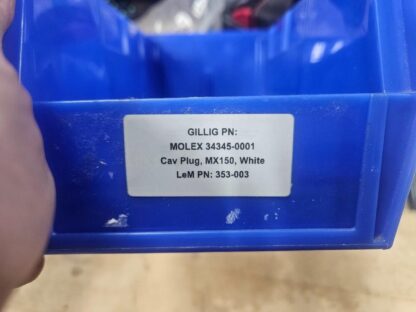 GILLIG PN:
MOLEX 34345-0001
Cav Plug, MX150, White
LeM PN: 353-003